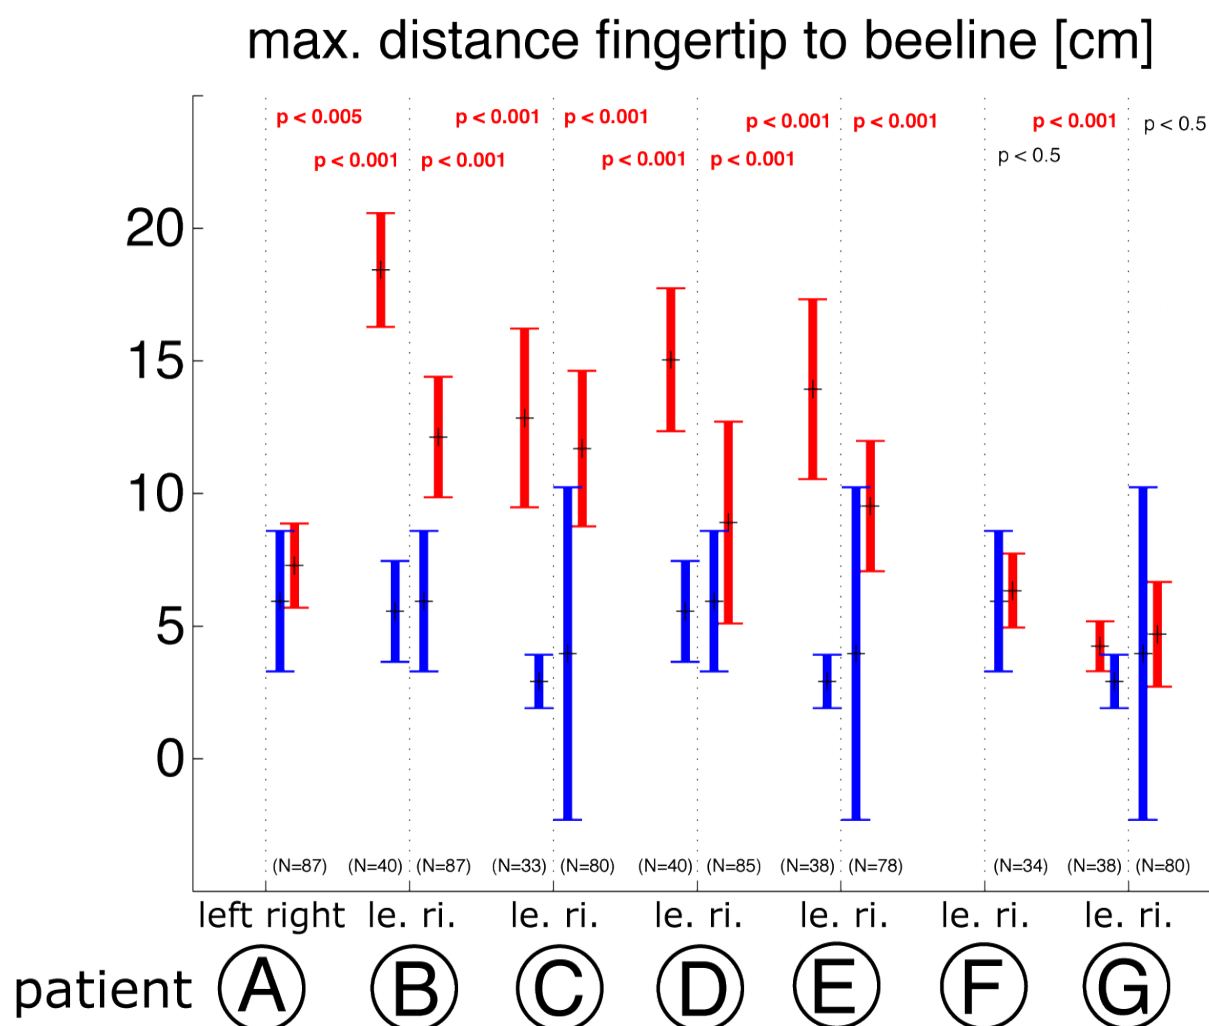 max. distance fingertip to beeline [cm]
p < 0.005 p < 0.001 p < 0.001 p < 0.001 p < 0.001 p < 0.001 p < 0.5
p < 0.001 p < 0.001 p < 0.001 p < 0.001 p < 0.5
20
15
10
5
0
(N=87) (N=40) (N=87) (N=33) (N=80) (N=40) (N=85) (N=38) (N=78) (N=34) (N=38) (N=80)
left right le. ri. le. ri. le. ri. le. ri. le. ri. le. ri.
patient A B C D E F G